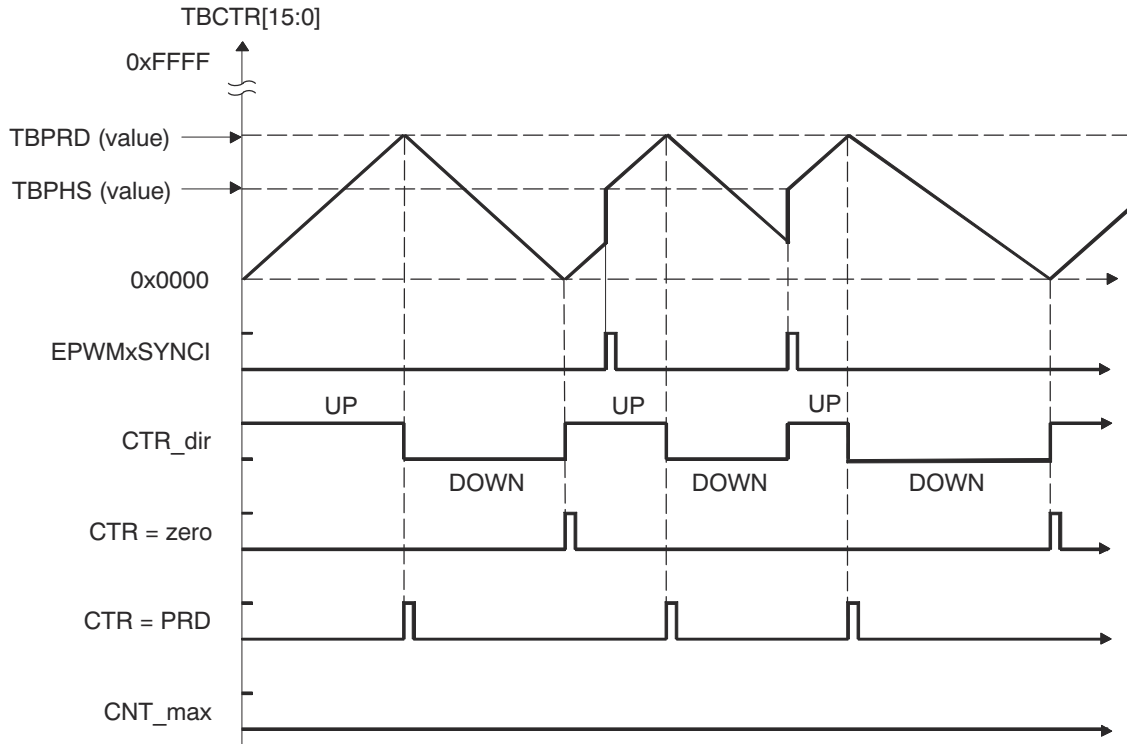 TBCTR[15:0]
0xFFFF
TBPRD (value)
TBPHS (value)
0x0000
EPWMxSYNCI
UP UP UP
CTR_dir
DOWN DOWN DOWN
CTR = zero
CTR = PRD
CNT_max